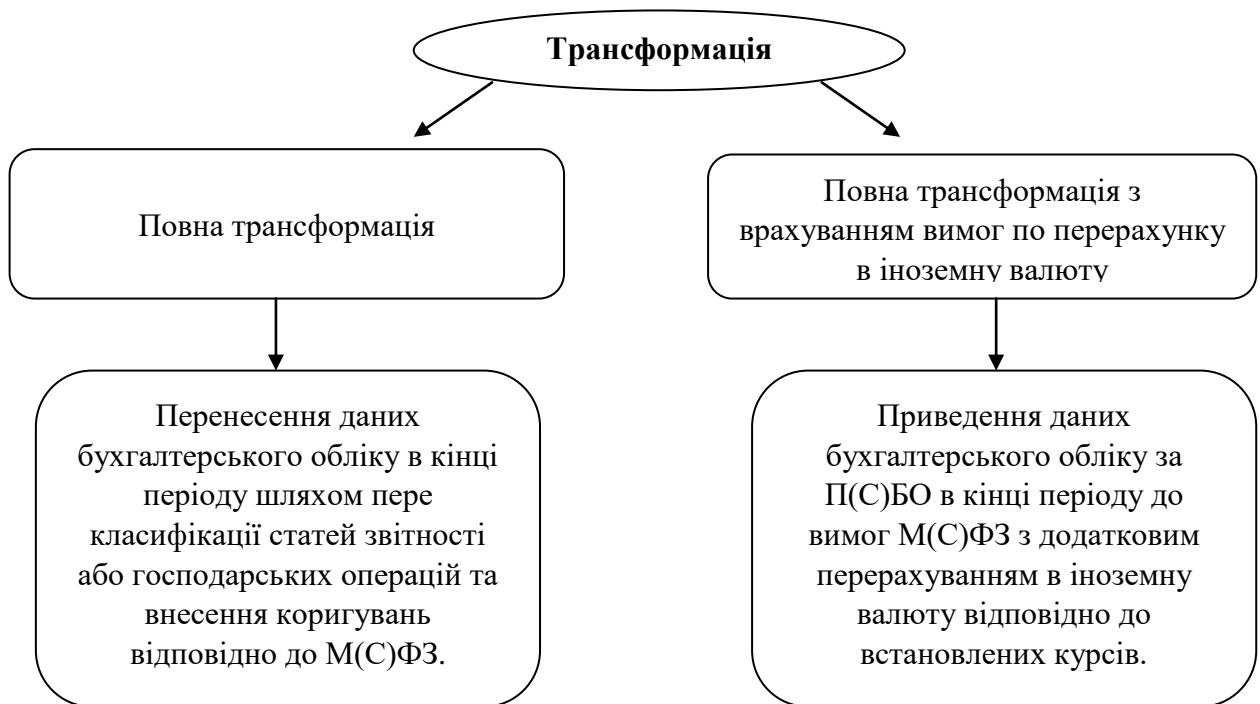 Трансформація
Повна трансформація
Повна трансформація з
врахуванням вимог по перерахунку
в іноземну валюту
Перенесення даних
бухгалтерського обліку в кінці
періоду шляхом пере
класифікації статей звітності
або господарських операцій та
внесення коригувань
відповідно до М(С)ФЗ.
Приведення даних
бухгалтерського обліку за
П(С)БО в кінці періоду до
вимог М(С)ФЗ з додатковим
перерахуванням в іноземну
валюту відповідно до
встановлених курсів.